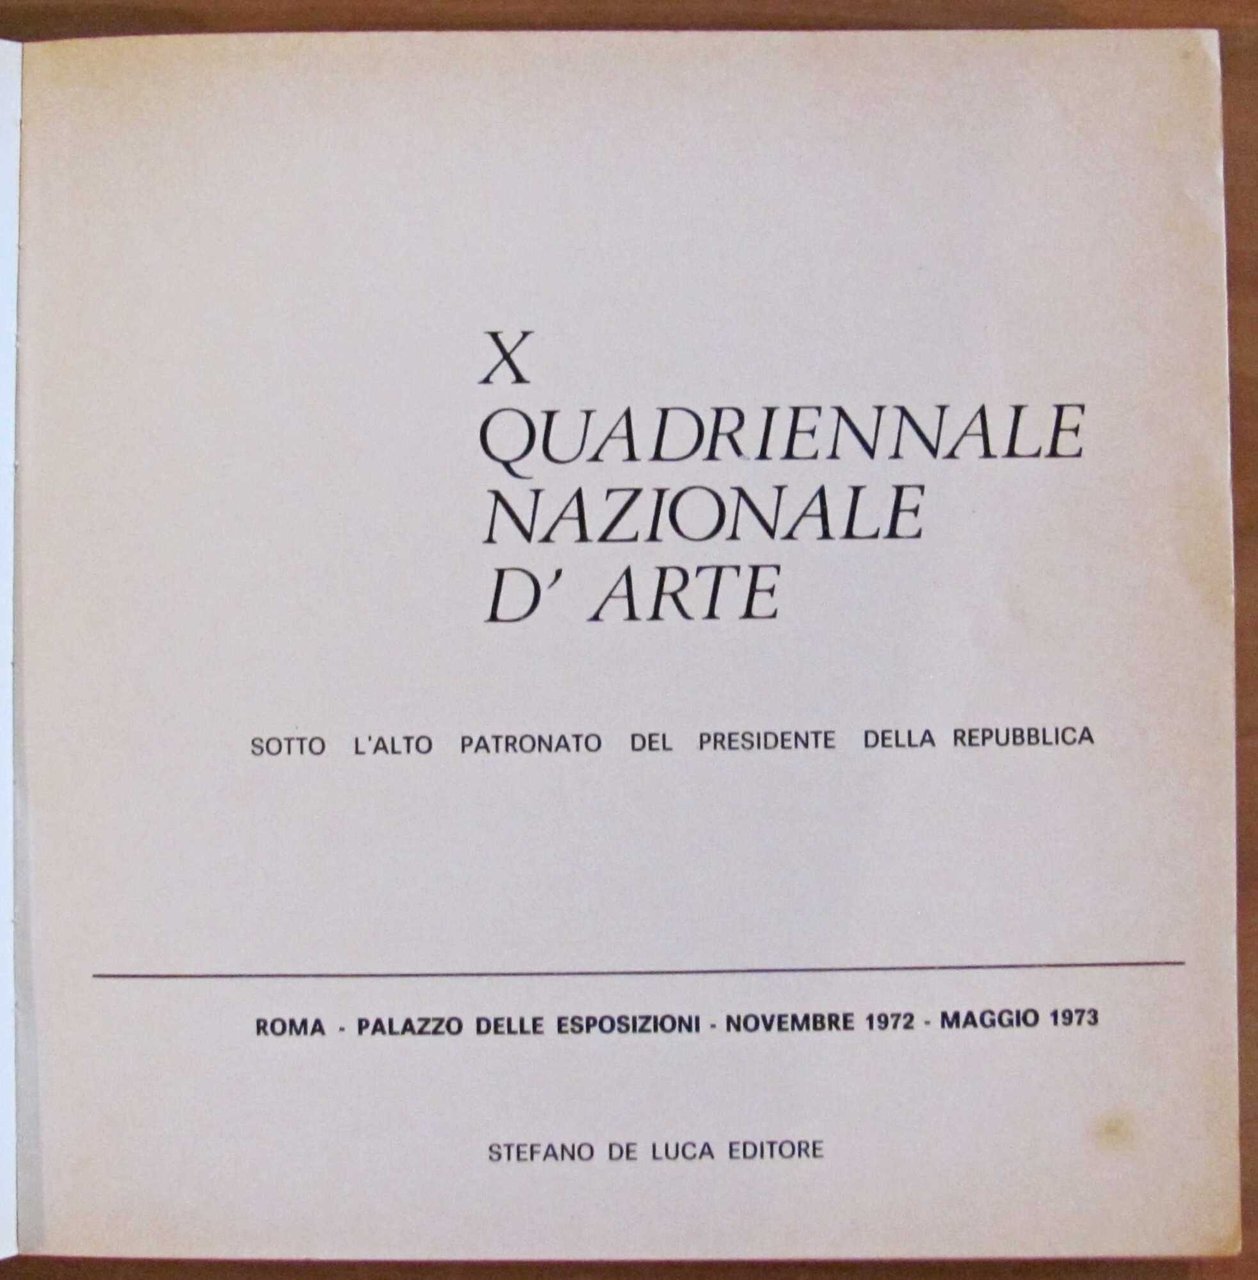 X
QUADRIENNALE
NAZIONALE
D' ARTE
SOTTO L'ALTO PATRONATO DEL PRESIDENTE DELLA REPUBBLICA
ROMA - PALAZZO DELLE ESPOSIZIONI - NOVEMBRE 1972 - MAGGIO 1973
STEFANO DE LUCA EDITORE